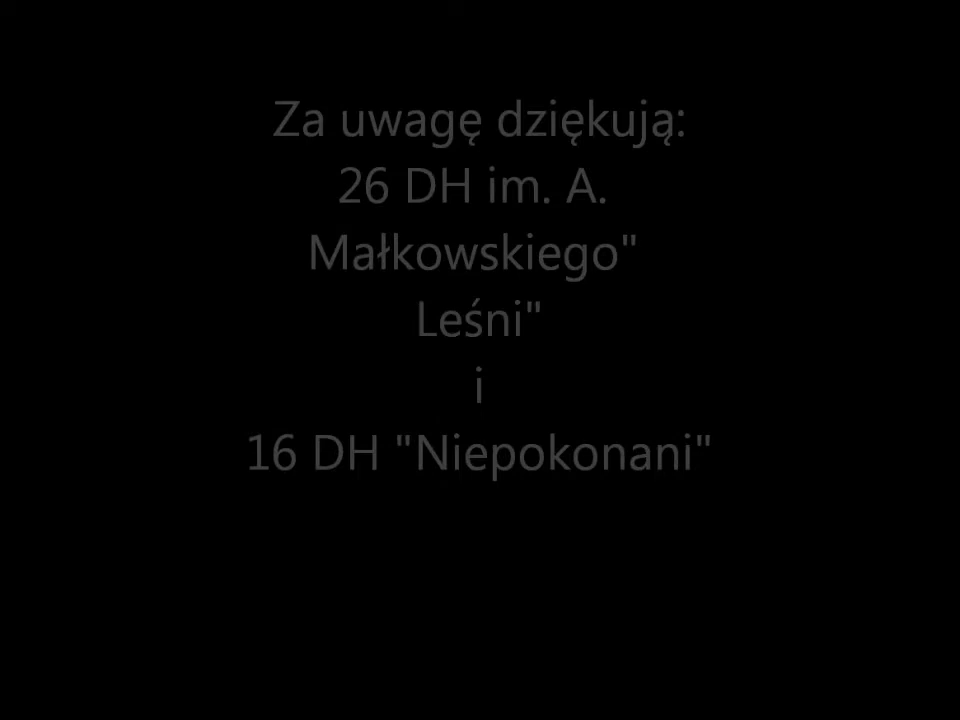 Za uwagę dziękują:
26 DH im. A.
Małkowskiego"
Leśni"
i
16 DH "Niepokonani"